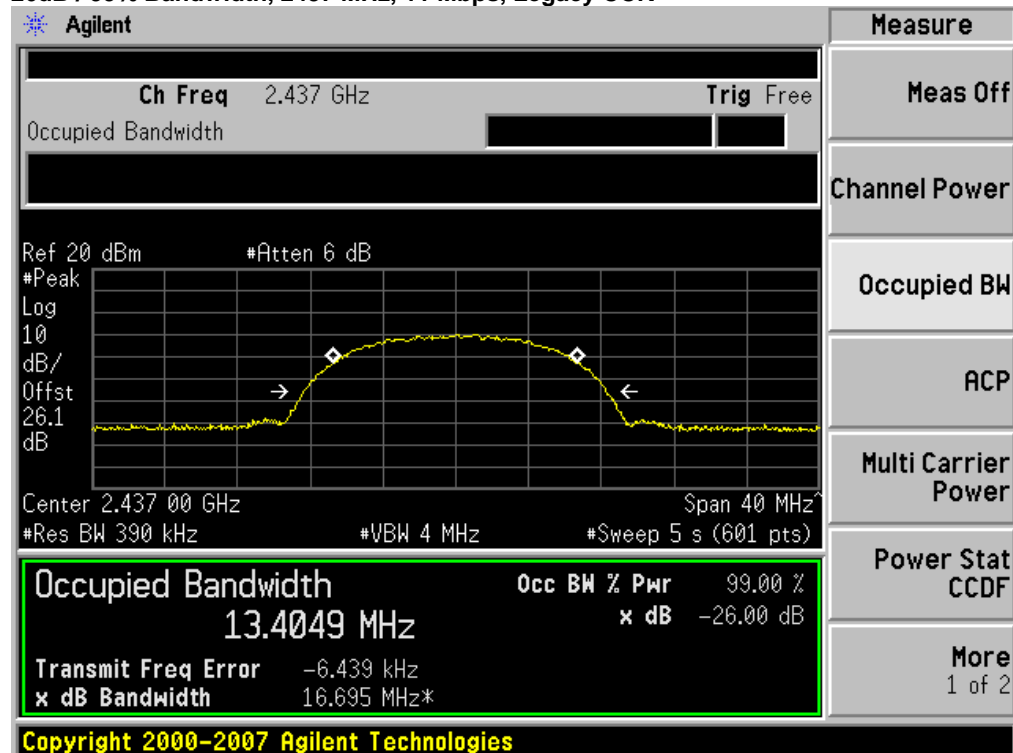 Agilent
Measure
Ch Freq 2.437 GHz Trig Free
Occupied Bandwidth
Meas Off
Channel Power
Ref 20 dBm #Atten 6 dB
#Peak
Log
10
dB/
Offst
26.1
dB
Occupied BW
ACP
Multi Carrier
Power
Center 2.437 00 GHz Span 40 MHz^
#Res BW 390 kHz #VBW 4 MHz #Sweep 5 s (601 pts)
Occupied Bandwidth Occ BW % Pwr 99.00 %
13.4049 MHz x dB -26.00 dB
Transmit Freq Error -6.439 kHz
x dB Bandwidth 16.695 MHz*
Power Stat
CCDF
More
1 of 2
Copyright 2000-2007 Agilent Technologies